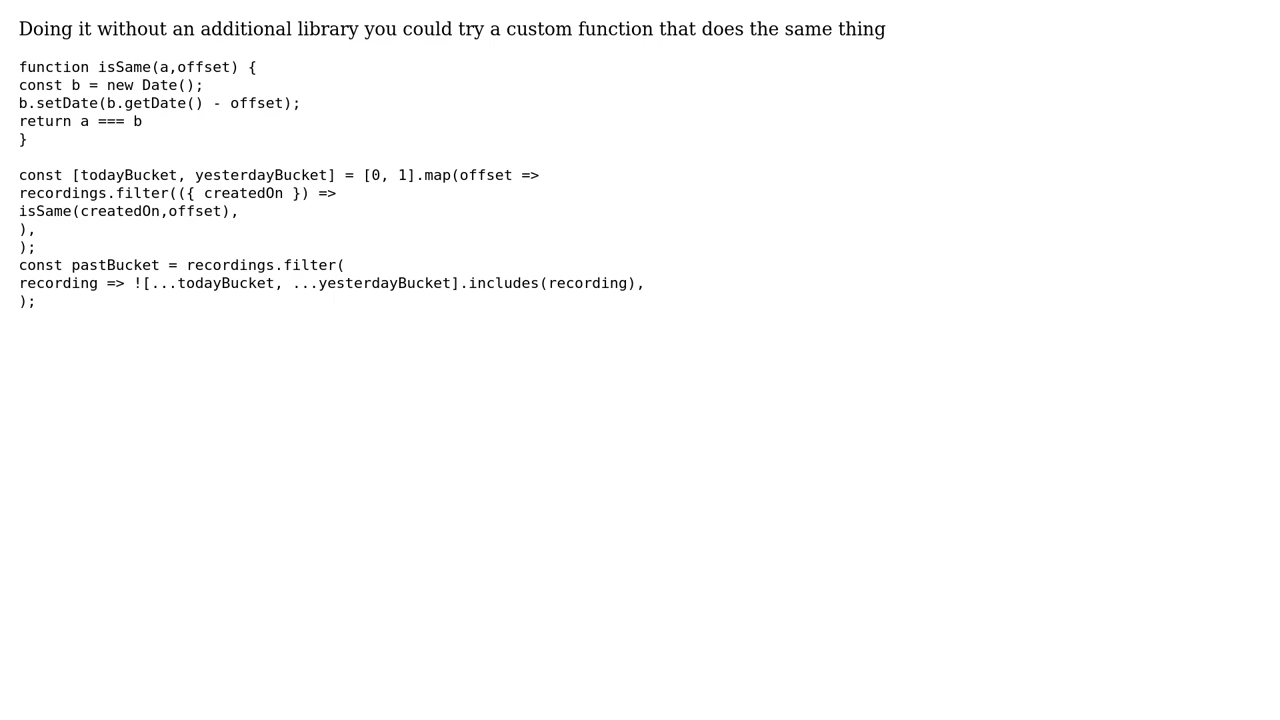 Doing it without an additional library you could try a custom function that does the same thing
function isSame(a,offset) {
const b = new Date();
b.setDate(b.getDate() - offset);
return a === b
}
const [todayBucket, yesterdayBucket] = [0, 1].map(offset =>
recordings.filter(({ createdOn }) =>
isSame(createdOn,offset),
),
);
const pastBucket = recordings.filter(
recording => ![...todayBucket, ...yesterdayBucket].includes(recording),
);